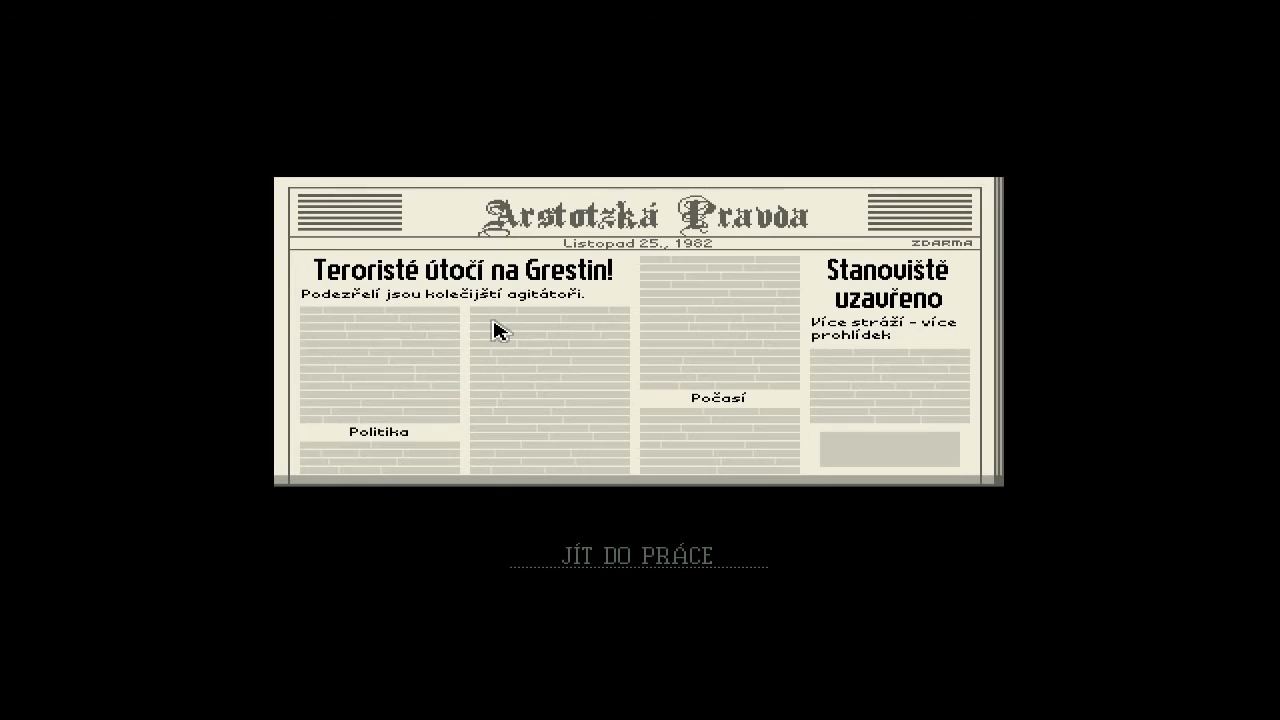 Arstotzká Pravda
Listopad 25., 1982
ZDARMA
Teroristé útočí na Grestin!
Podezřelí jsou kolečijští agitátoři.
Politika
Počasí
Stanoviště
uzavřeno
Více stráží - více
prohlídek
JÍT DO PRÁCE